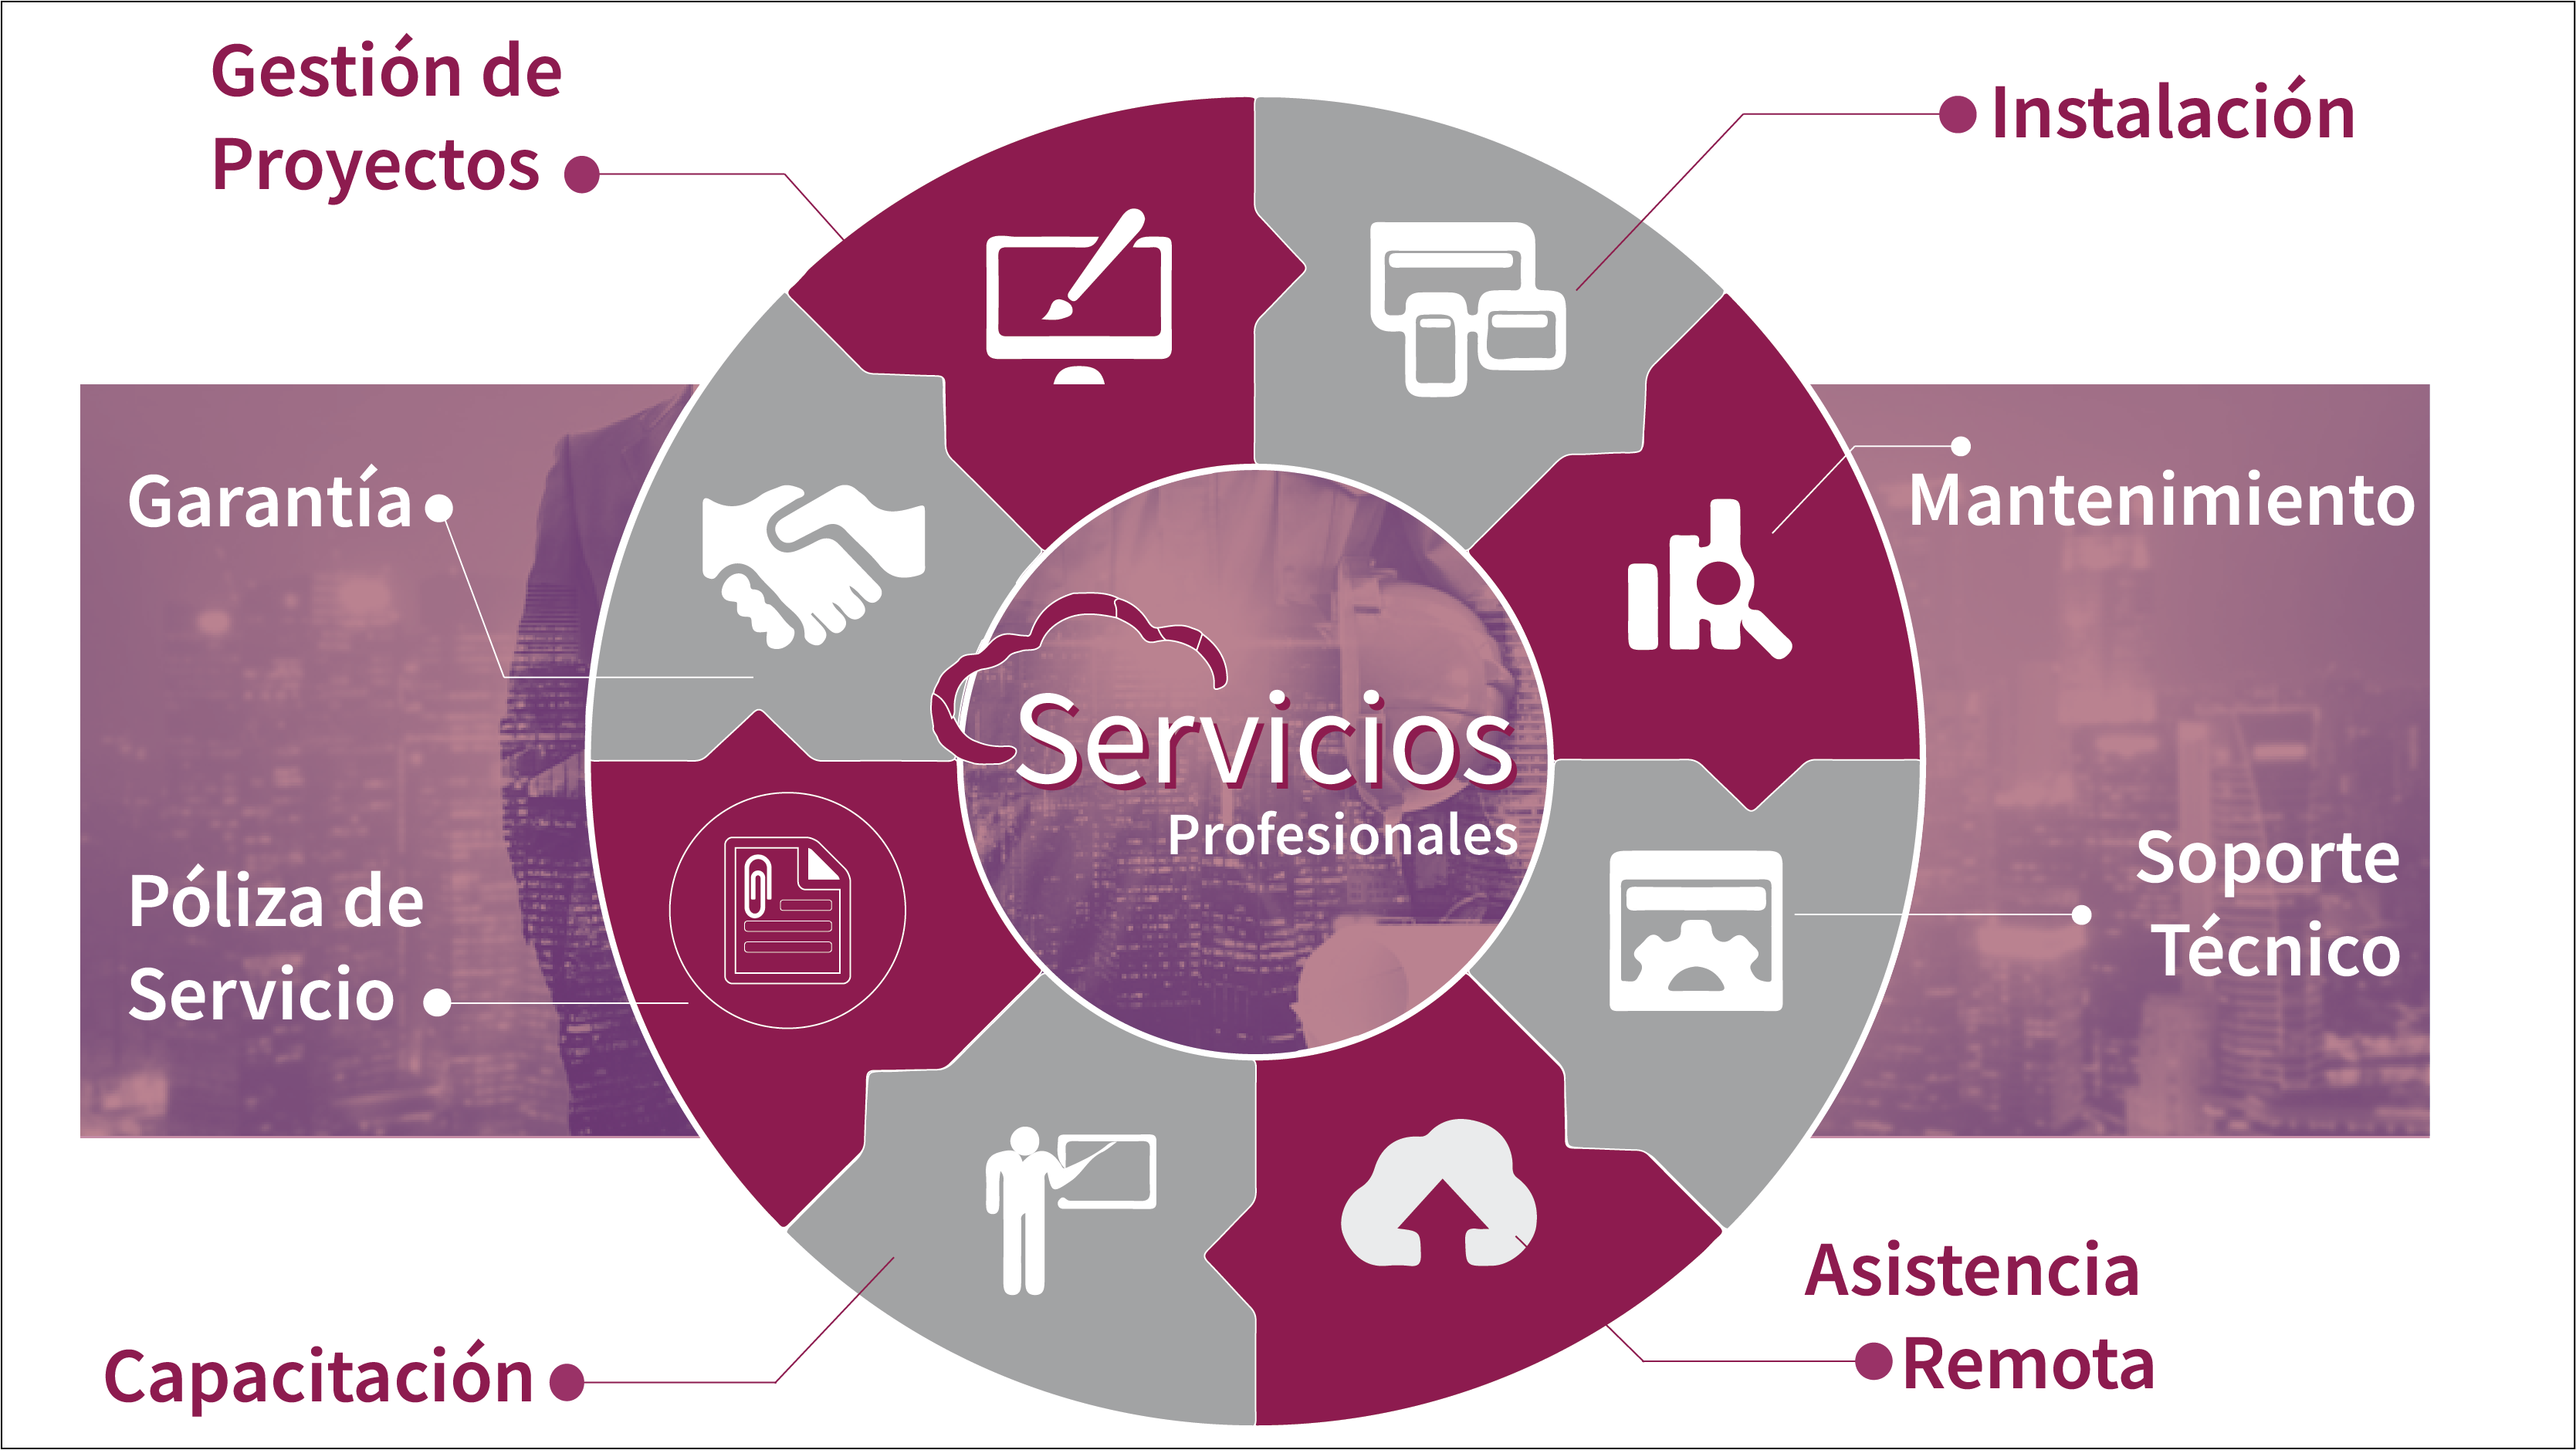 Gestión de
Proyectos
Instalación
Garantía
Mantenimiento
Servicios
Profesionales
Póliza de
Servicio
Soporte
Técnico
Asistencia
Remota
Capacitación